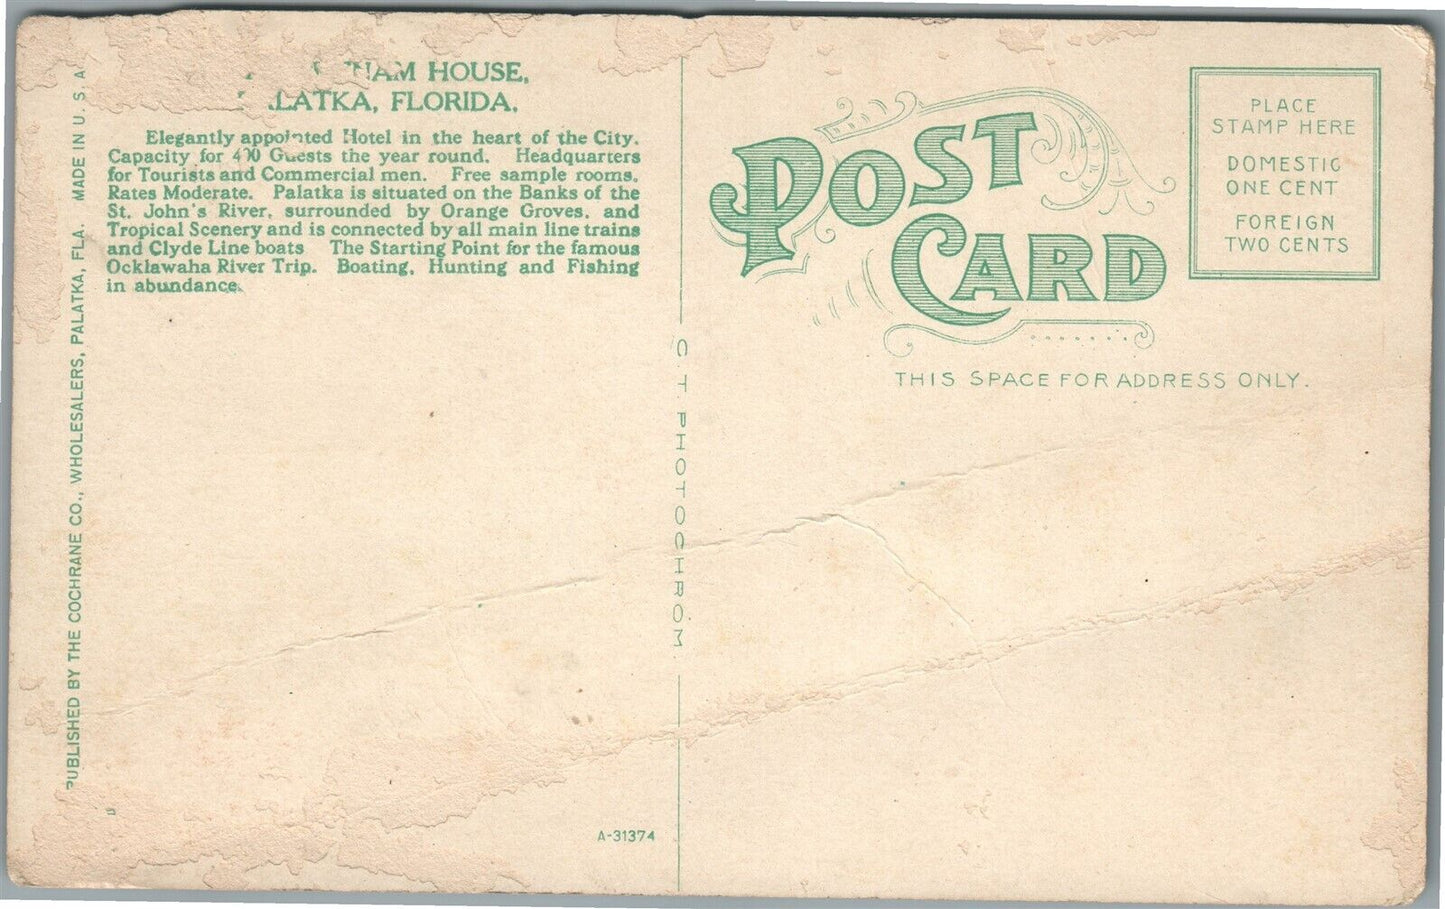 HOUSE,
FLORIDA.
Elegantly appointed Hotel in the heart of the City.
Capacity for 400 Guests the year round. Headquarters
for Tourists and Commercial men. Free sample rooms.
Rates Moderate. Palatka is situated on the Banks of the
St. John's River, surrounded by Orange Groves, and
Tropical Scenery and is connected by all main line trains
and Clyde Line boats The Starting Point for the famous
Ocklawaha River Trip. Boating, Hunting and Fishing
in abundance.
PUBLISHED BY THE COCHRANE CO., WHOLESALERS, PALATKA, FLA. MADE IN U. S. A
C. T. PHOTOCHROM
A-31374
POST
CARD
THIS SPACE FOR ADDRESS ONLY.
PLACE
STAMP HERE
DOMESTIC
ONE CENT
FOREIGN
TWO CENTS